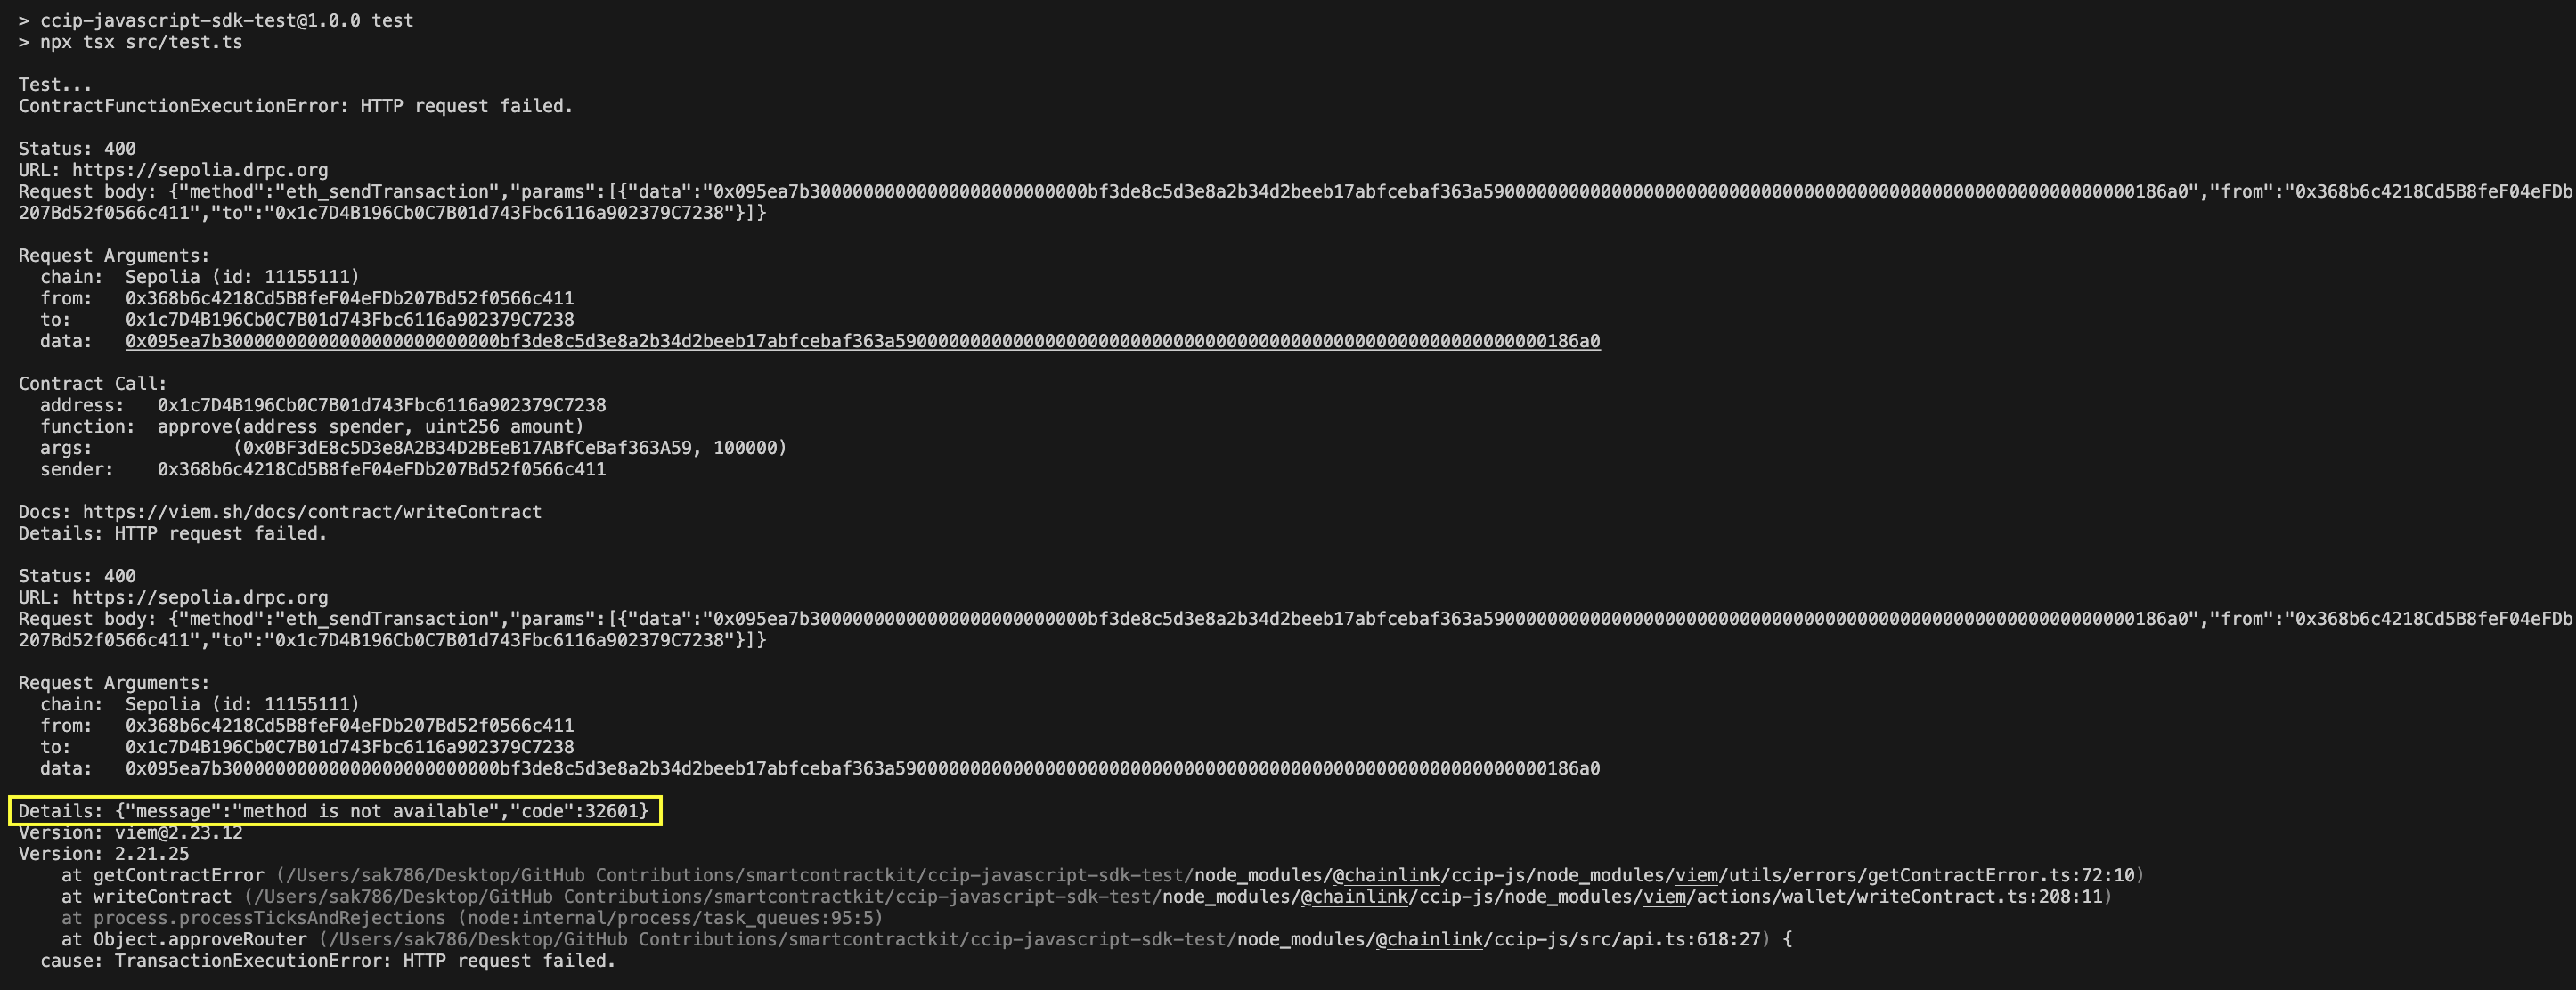 > ccip-javascript-sdk-test@1.0.0 test
> npx tsx src/test.ts
Test...
ContractFunctionExecutionError: HTTP request failed.
Status: 400
URL: https://sepolia.drpc.org
Request body: {"method":"eth_sendTransaction","params":[{"data":"0x095ea7b30000000000000000000000000bf3de8c5d3e8a2b34d2beeb17abfcebaf363a5900000000000000000000000000000000000000000000000000000000000186a0","from":"0x368b6c4218Cd5B8feF04eFDb
207Bd52f0566c411","to":"0x1c7D4B196Cb0C7B01d743Fbc6116a902379C7238"}]}
Request Arguments:
chain:  Sepolia (id: 11155111)
from:   0x368b6c4218Cd5B8feF04eFDb207Bd52f0566c411
to:     0x1c7D4B196Cb0C7B01d743Fbc6116a902379C7238
data:   0x095ea7b30000000000000000000000000bf3de8c5d3e8a2b34d2beeb17abfcebaf363a5900000000000000000000000000000000000000000000000000000000000186a0
Contract Call:
address:   0x1c7D4B196Cb0C7B01d743Fbc6116a902379C7238
function:  approve(address spender, uint256 amount)
args:             (0x0BF3dE8c5D3e8A2B34D2BEeB17ABfCeBaf363A59, 100000)
sender:    0x368b6c4218Cd5B8feF04eFDb207Bd52f0566c411
Docs: https://viem.sh/docs/contract/writeContract
Details: HTTP request failed.
Status: 400
URL: https://sepolia.drpc.org
Request body: {"method":"eth_sendTransaction","params":[{"data":"0x095ea7b30000000000000000000000000bf3de8c5d3e8a2b34d2beeb17abfcebaf363a5900000000000000000000000000000000000000000000000000000000000186a0","from":"0x368b6c4218Cd5B8feF04eFDb
207Bd52f0566c411","to":"0x1c7D4B196Cb0C7B01d743Fbc6116a902379C7238"}]}
Request Arguments:
chain:  Sepolia (id: 11155111)
from:   0x368b6c4218Cd5B8feF04eFDb207Bd52f0566c411
to:     0x1c7D4B196Cb0C7B01d743Fbc6116a902379C7238
data:   0x095ea7b30000000000000000000000000bf3de8c5d3e8a2b34d2beeb17abfcebaf363a5900000000000000000000000000000000000000000000000000000000000186a0
Details: {"message":"method is not available","code":32601}
Version: viem@2.23.12
Version: 2.21.25
at getContractError (/Users/sak786/Desktop/GitHub Contributions/smartcontractkit/ccip-javascript-sdk-test/node_modules/@chainlink/ccip-js/node_modules/viem/utils/errors/getContractError.ts:72:10)
at writeContract (/Users/sak786/Desktop/GitHub Contributions/smartcontractkit/ccip-javascript-sdk-test/node_modules/@chainlink/ccip-js/node_modules/viem/actions/wallet/writeContract.ts:208:11)
at process.processTicksAndRejections (node:internal/process/task_queues:95:5)
at Object.approveRouter (/Users/sak786/Desktop/GitHub Contributions/smartcontractkit/ccip-javascript-sdk-test/node_modules/@chainlink/ccip-js/src/api.ts:618:27) {
cause: TransactionExecutionError: HTTP request failed.